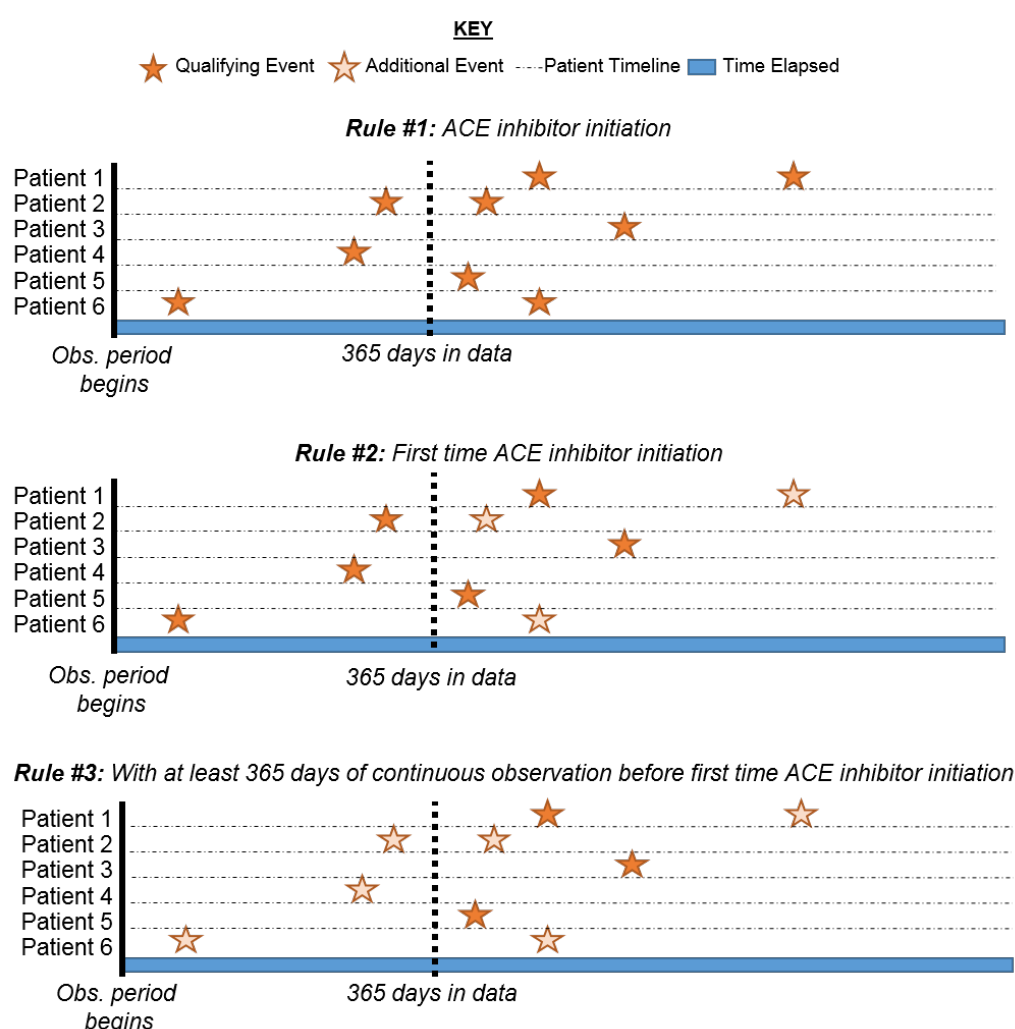 KEY
Qualifying Event Additional Event Patient Timeline Time Elapsed
Rule #1: ACE inhibitor initiation
Patient 1
Patient 2
Patient 3
Patient 4
Patient 5
Patient 6
Obs. period
begins
365 days in data
Rule #2: First time ACE inhibitor initiation
Patient 1
Patient 2
Patient 3
Patient 4
Patient 5
Patient 6
Obs. period
begins
365 days in data
Rule #3: With at least 365 days of continuous observation before first time ACE inhibitor initiation
Patient 1
Patient 2
Patient 3
Patient 4
Patient 5
Patient 6
Obs. period
begins
365 days in data